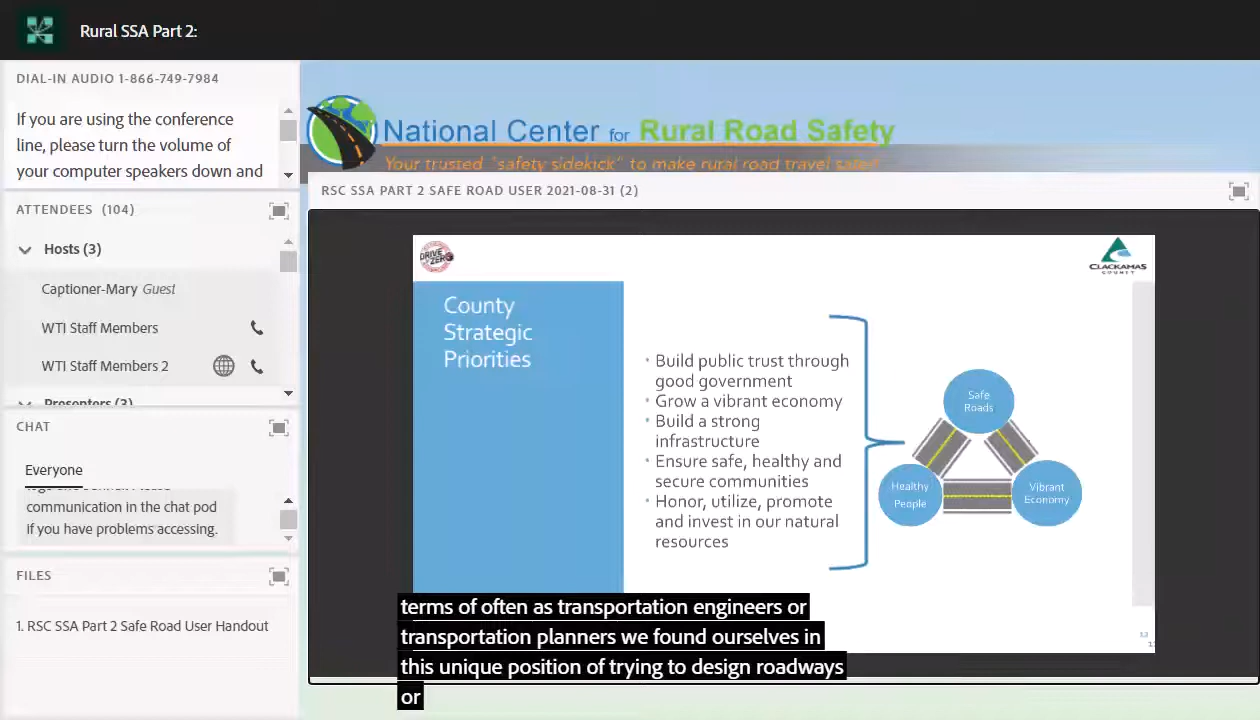 Rural SSA Part 2:
DIAL-IN AUDIO 1-866-749-7984
If you are using the conference
line, please turn the volume of
your computer speakers down and
ATTENDEES (104)
Hosts (3)
Captioner-Mary Guest
WTI Staff Members
WTI Staff Members 2
Presenters (3)
CHAT
Everyone
communication in the chat pod
if you have problems accessing.
FILES
1. RSC SSA Part 2 Safe Road User Handout
National Center for Rural Road Safety
Your trusted "safety sidekick" to make rural road travel safer!
RSC SSA PART 2 SAFE ROAD USER 2021-08-31 (2)
DRIVE
ZERO
CLACKAMAS
COUNTY
County
Strategic
Priorities
• Build public trust through
good government
• Grow a vibrant economy
• Build a strong
infrastructure
• Ensure safe, healthy and
secure communities
• Honor, utilize, promote
and invest in our natural
resources
Safe
Roads
Healthy
People
Vibrant
Economy
terms of often as transportation engineers or
transportation planners we found ourselves in
this unique position of trying to design roadways
or